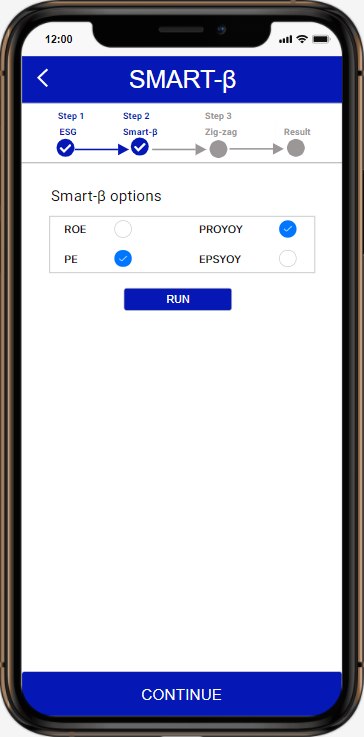 12:00
SMART-β
Step 1 Step 2 Step 3
ESG Smart-β Zig-zag Result
Smart-β options
ROE PROYOY
PE EPSYOY
RUN
CONTINUE